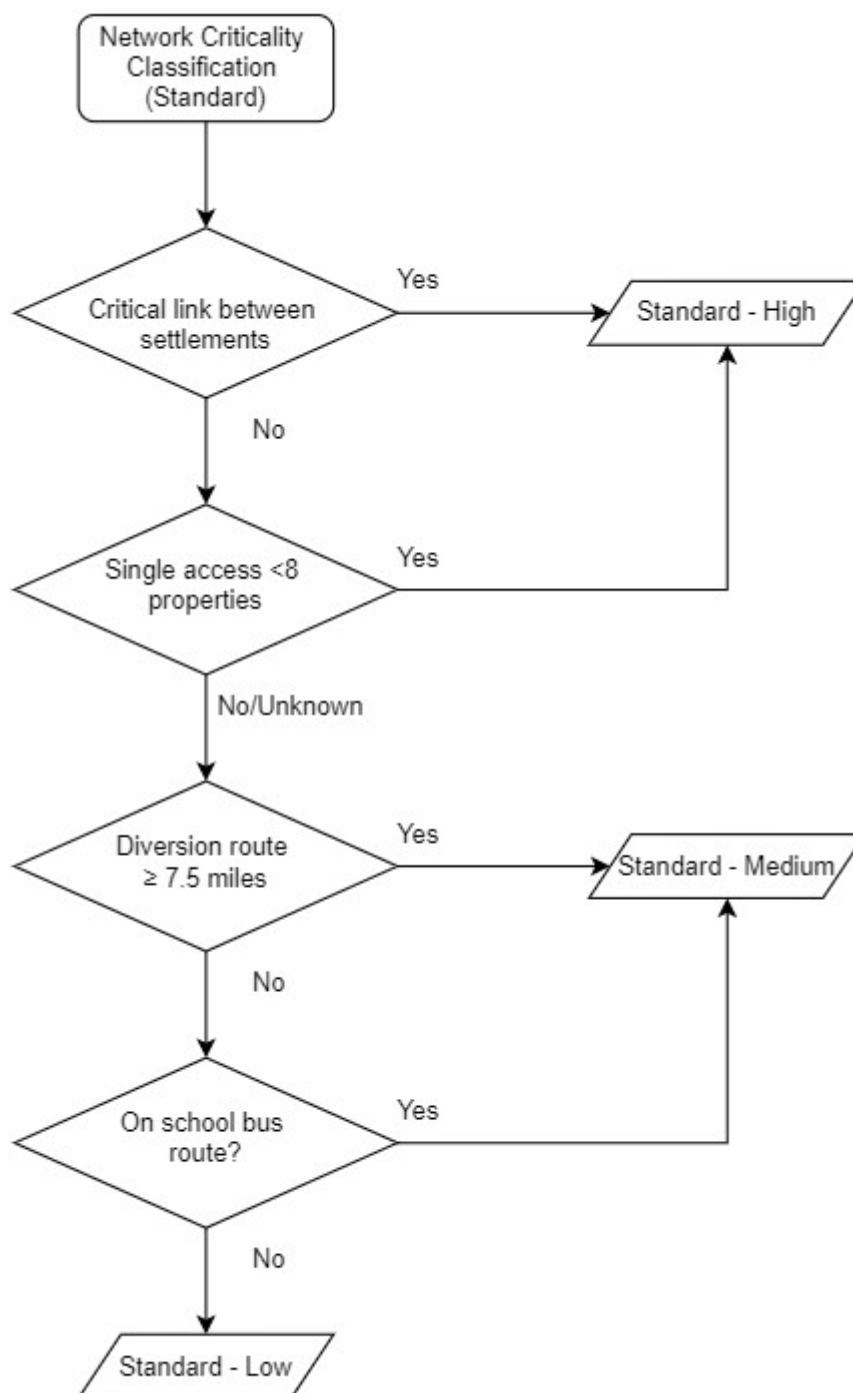 Network Criticality
Classification
(Standard)
Critical link between
settlements
Yes
Standard - High
No
Single access <8
properties
Yes
No/Unknown
Diversion route
≥ 7.5 miles
Yes
Standard - Medium
No
On school bus
route?
Yes
No
Standard - Low